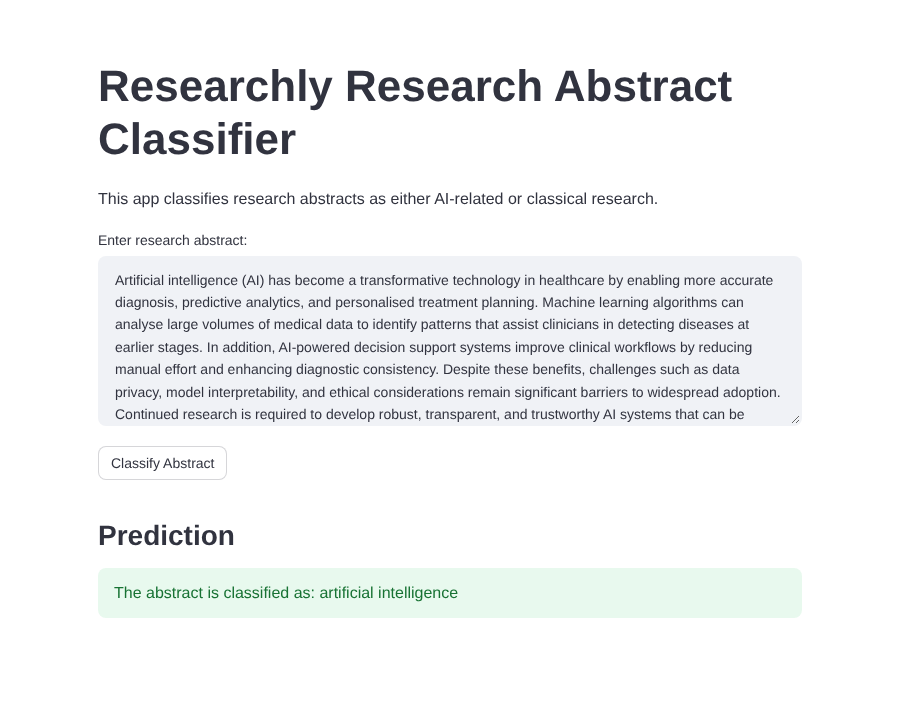 Researchly Research Abstract
Classifier
This app classifies research abstracts as either AI-related or classical research.
Enter research abstract:
Artificial intelligence (AI) has become a transformative technology in healthcare by enabling more accurate
diagnosis, predictive analytics, and personalised treatment planning. Machine learning algorithms can
analyse large volumes of medical data to identify patterns that assist clinicians in detecting diseases at
earlier stages. In addition, AI-powered decision support systems improve clinical workflows by reducing
manual effort and enhancing diagnostic consistency. Despite these benefits, challenges such as data
privacy, model interpretability, and ethical considerations remain significant barriers to widespread adoption.
Continued research is required to develop robust, transparent, and trustworthy AI systems that can be
Classify Abstract
Prediction
The abstract is classified as: artificial intelligence